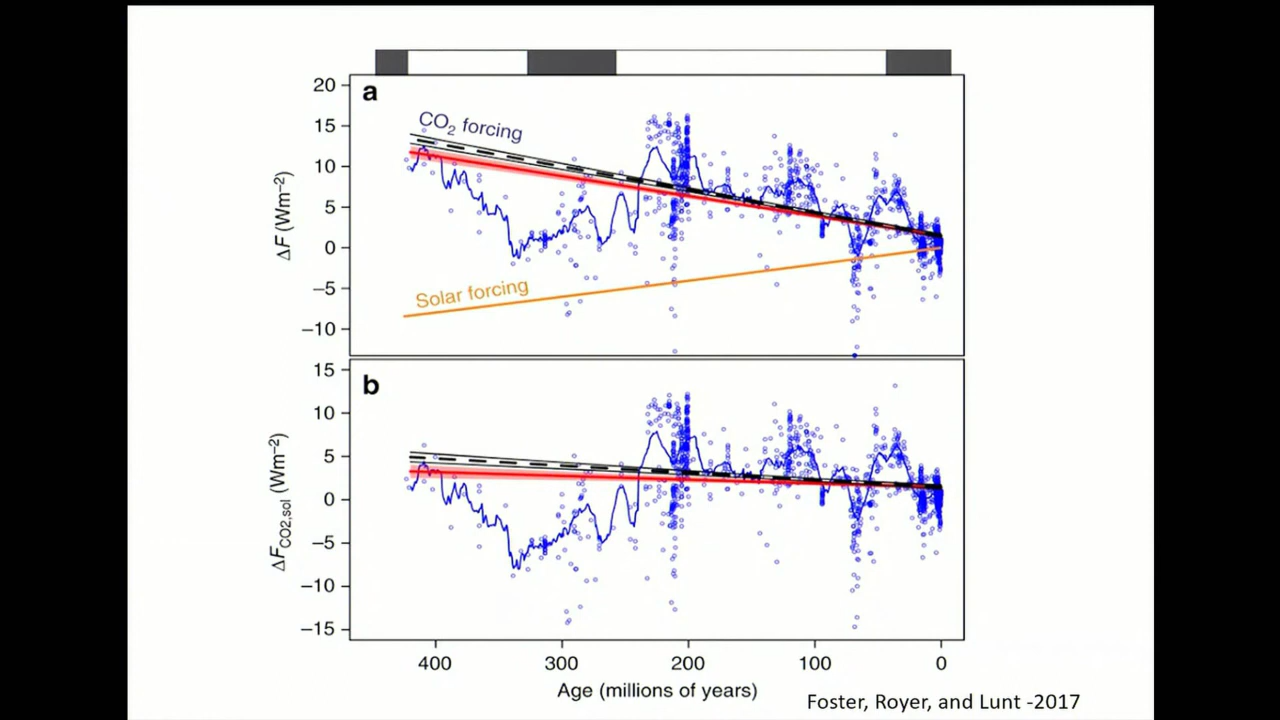 a
20
15
10
5
0
−5
−10
ΔF (Wm−2)
CO2 forcing
Solar forcing
b
15
10
5
0
−5
−10
−15
ΔFCO2,sol (Wm−2)
400 300 200 100 0
Age (millions of years)
Foster, Royer, and Lunt -2017